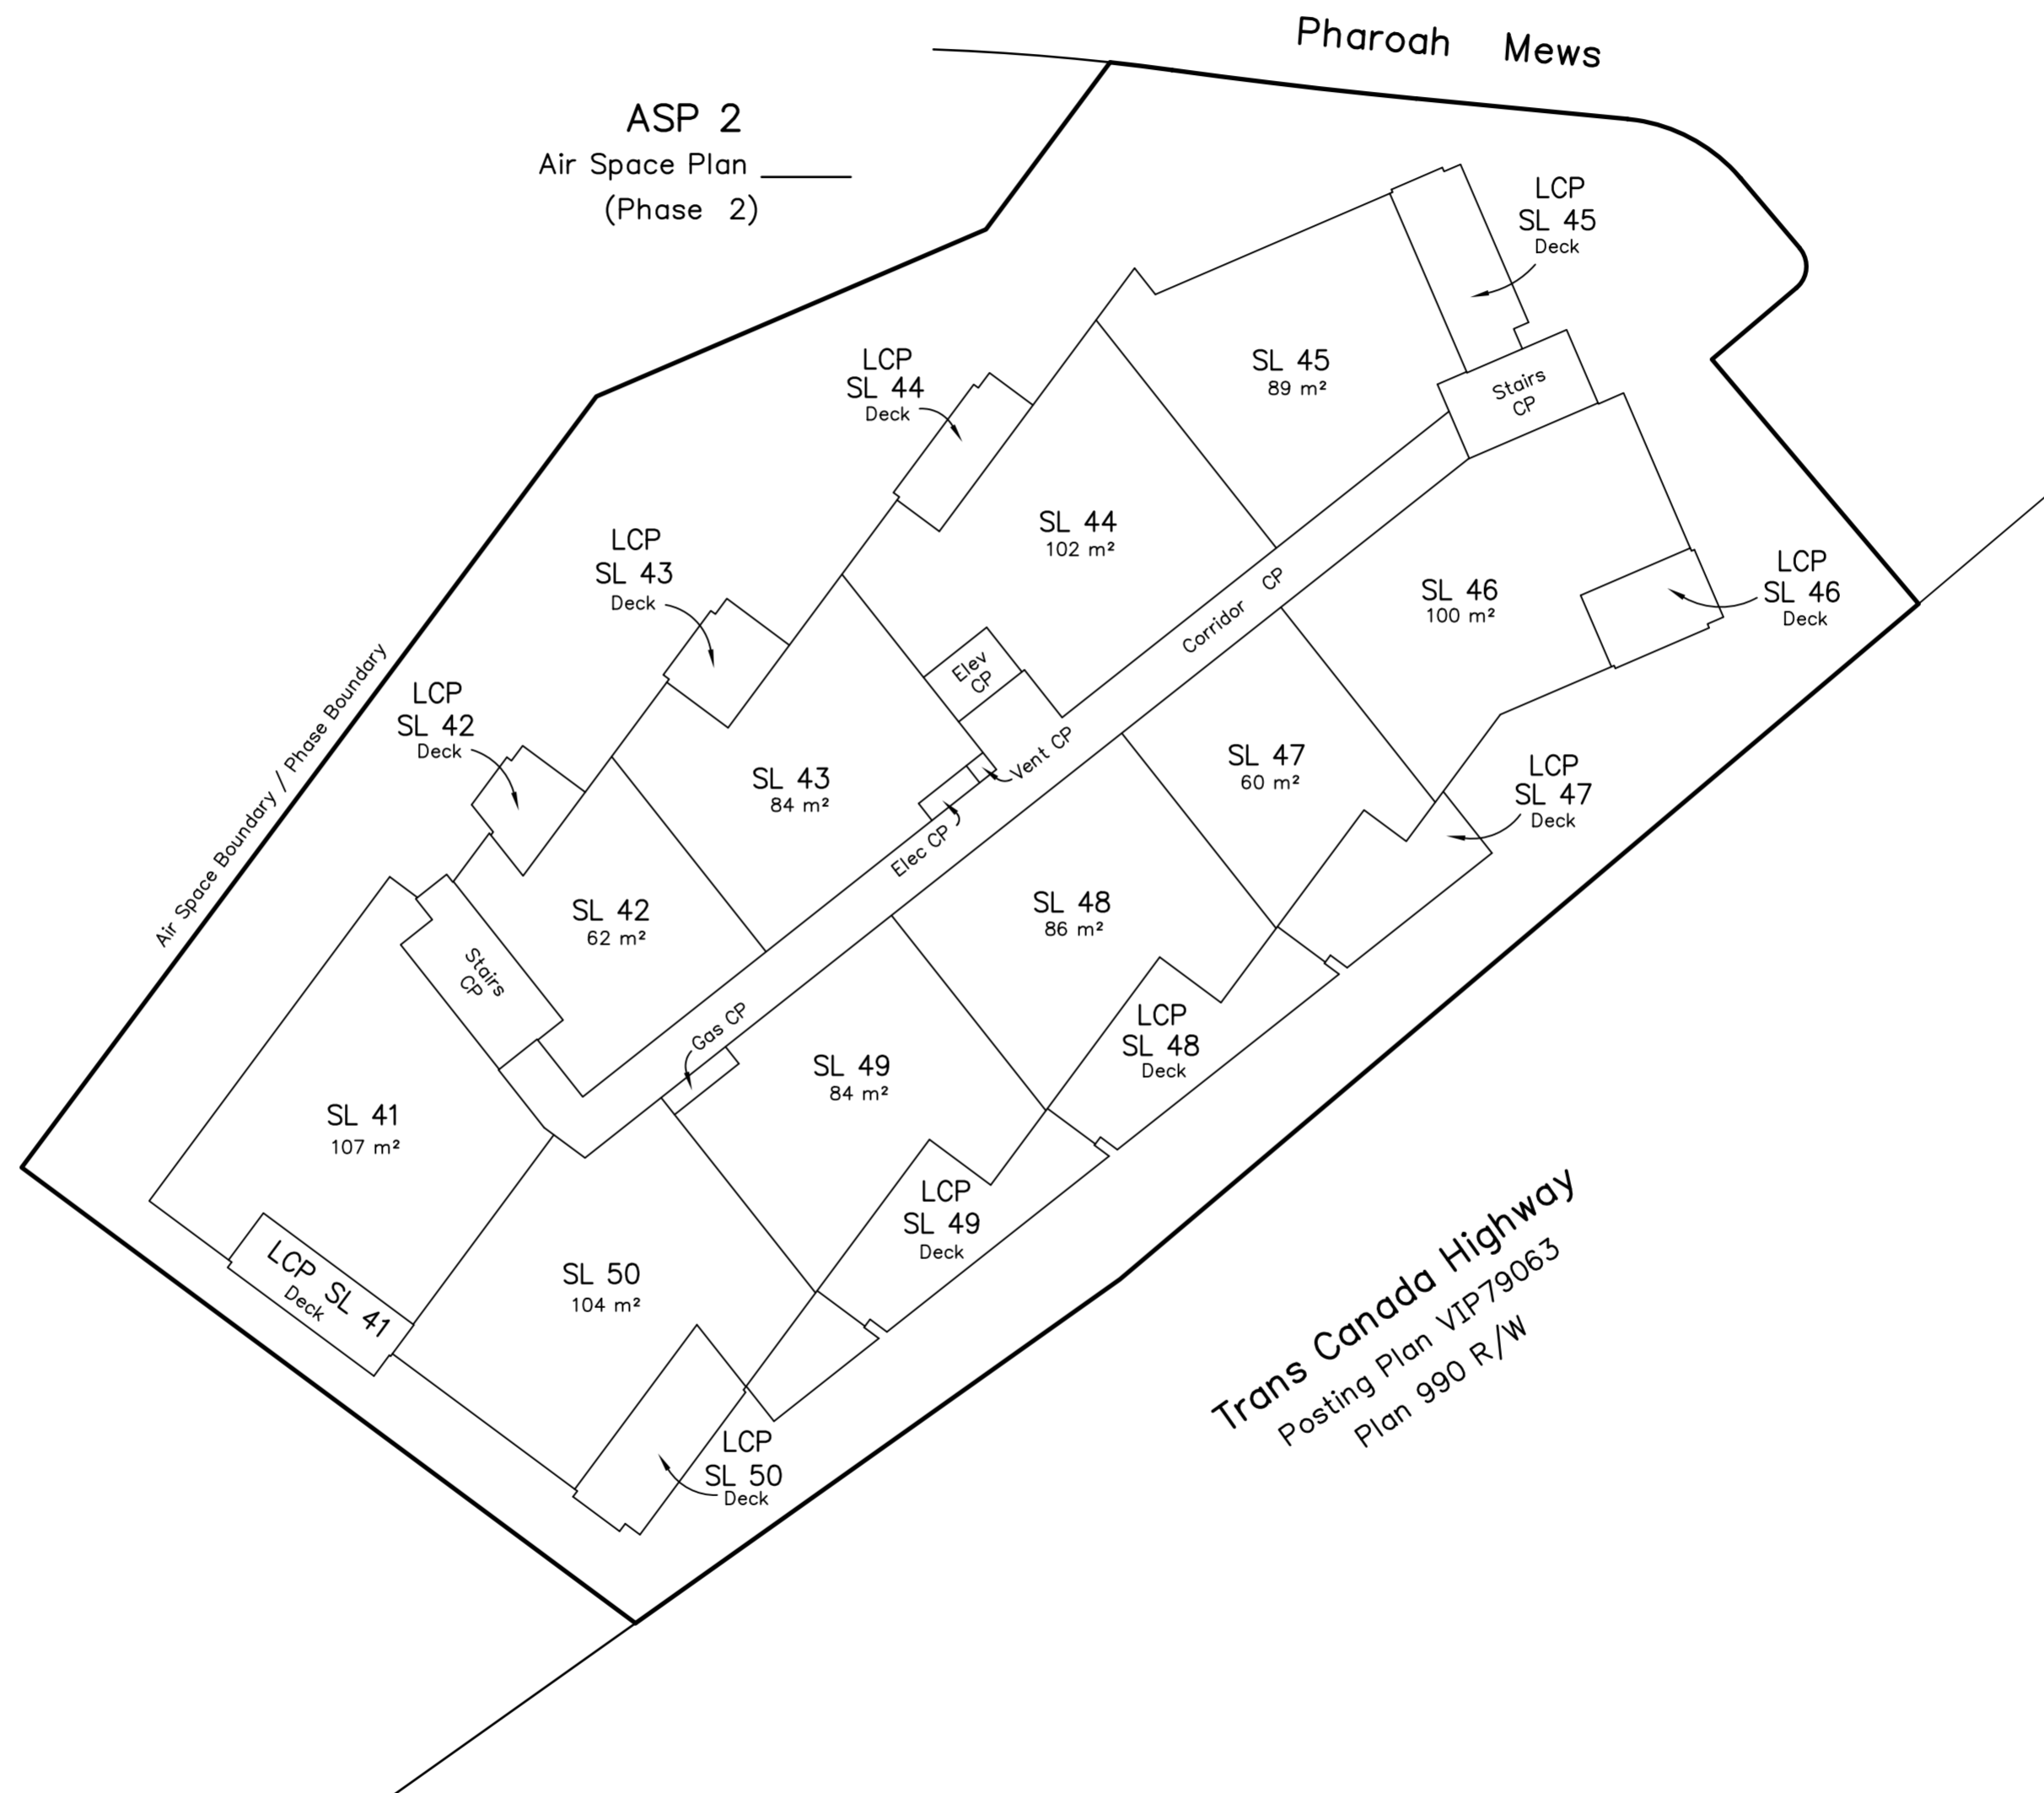 Pharoah Mews
ASP 2
Air Space Plan
(Phase 2)
LCP
SL 45
Deck
LCP
SL 44
Deck
SL 45
89 m²
Stairs
CP
LCP
SL 43
Deck
SL 44
102 m²
Corridor CP
SL 46
100 m²
LCP
SL 46
Deck
Air Space Boundary / Phase Boundary
LCP
SL 42
Deck
Elev
CP
Vent CP
SL 43
84 m²
SL 47
60 m²
LCP
SL 47
Deck
Elec CP
SL 42
62 m²
SL 48
86 m²
Stairs
CP
Gas CP
LCP
SL 48
Deck
SL 41
107 m²
SL 49
84 m²
LCP
SL 49
Deck
LCP SL 41
Deck
SL 50
104 m²
LCP
SL 50
Deck
Trans Canada Highway
Posting Plan VIP79063
Plan 990 R/W